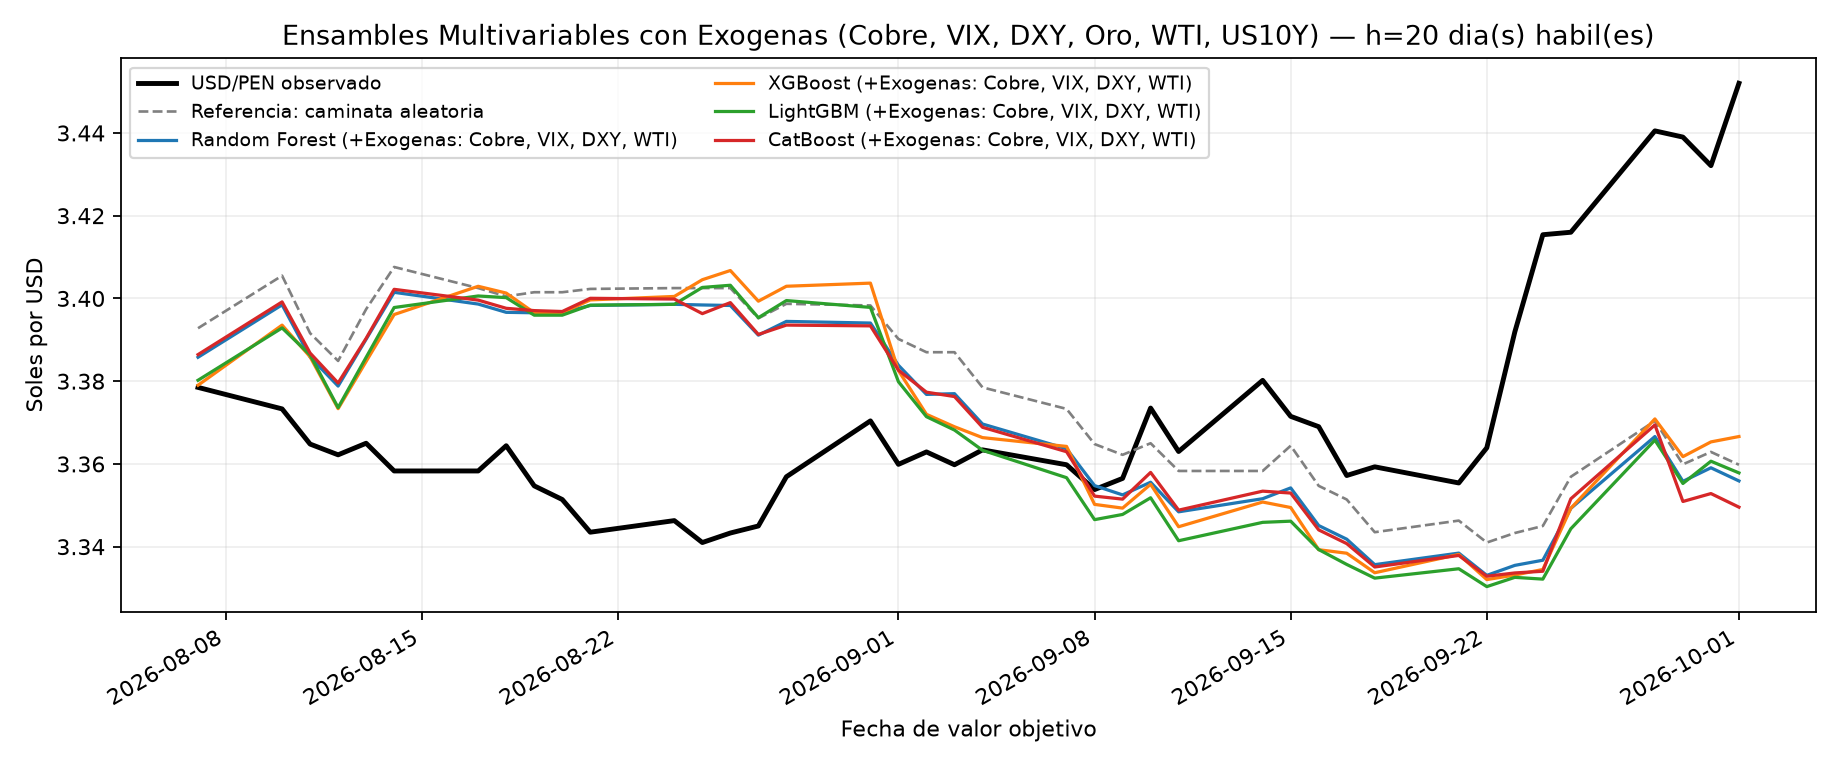 Ensambles Multivariables con Exogenas (Cobre, VIX, DXY, Oro, WTI, US10Y) — h=20 dia(s) habil(es)
USD/PEN observado
Referencia: caminata aleatoria
Random Forest (+Exogenas: Cobre, VIX, DXY, WTI)
XGBoost (+Exogenas: Cobre, VIX, DXY, WTI)
LightGBM (+Exogenas: Cobre, VIX, DXY, WTI)
CatBoost (+Exogenas: Cobre, VIX, DXY, WTI)
Soles por USD
3.44
3.42
3.40
3.38
3.36
3.34
2026-08-08
2026-08-15
2026-08-22
2026-09-01
2026-09-08
2026-09-15
2026-09-22
2026-10-01
Fecha de valor objetivo